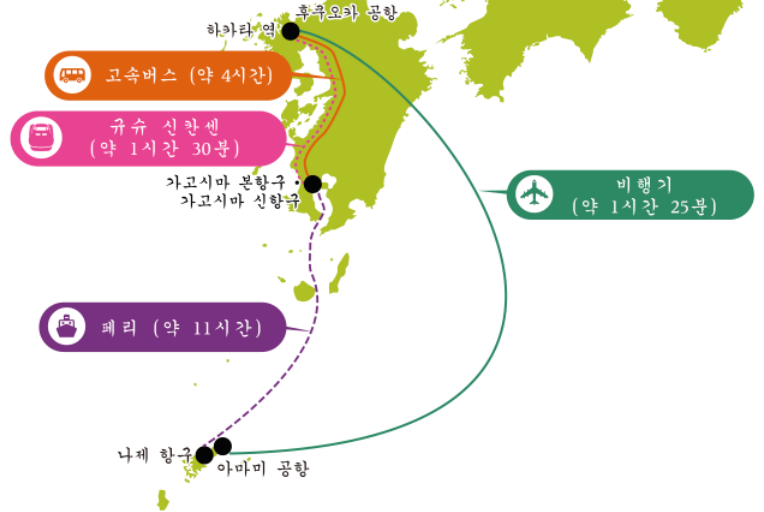 후쿠오카 공항
하카타 역
고속버스 (약 4시간)
규슈 신칸센
(약 1시간 30분)
가고시마 본항구 •
가고시마 신항구
비행기
(약 1시간 25분)
페리 (약 11시간)
나제 항구
아마미 공항